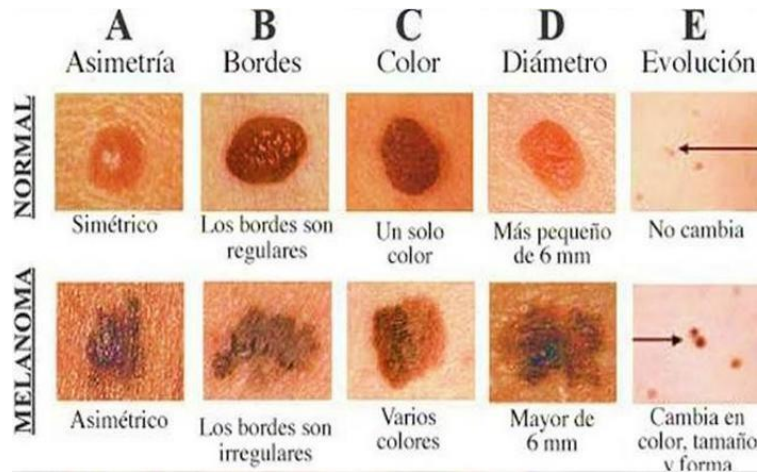 A B C D E
Asimetría Bordes Color Diámetro Evolución
NORMAL
Simétrico
Los bordes son
regulares
Un solo
color
Más pequeño
de 6 mm
No cambia
MELANOMA
Asimétrico
Los bordes son
irregulares
Varios
colores
Mayor de
6 mm
Cambia en
color, tamaño
y forma